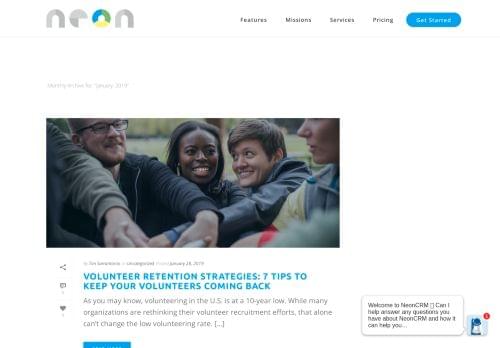 neon
Features Missions Services Pricing Get Started
Monthly Archive for: "January, 2019"
By Tim Sarrantonio In Uncategorized Posted January 28, 2019
VOLUNTEER RETENTION STRATEGIES: 7 TIPS TO
KEEP YOUR VOLUNTEERS COMING BACK
As you may know, volunteering in the U.S. is at a 10-year low. While many
organizations are rethinking their volunteer recruitment efforts, that alone
can't change the low volunteering rate. [...]
Welcome to NeonCRM Can I
help answer any questions you
have about NeonCRM and how it
can help you...
1